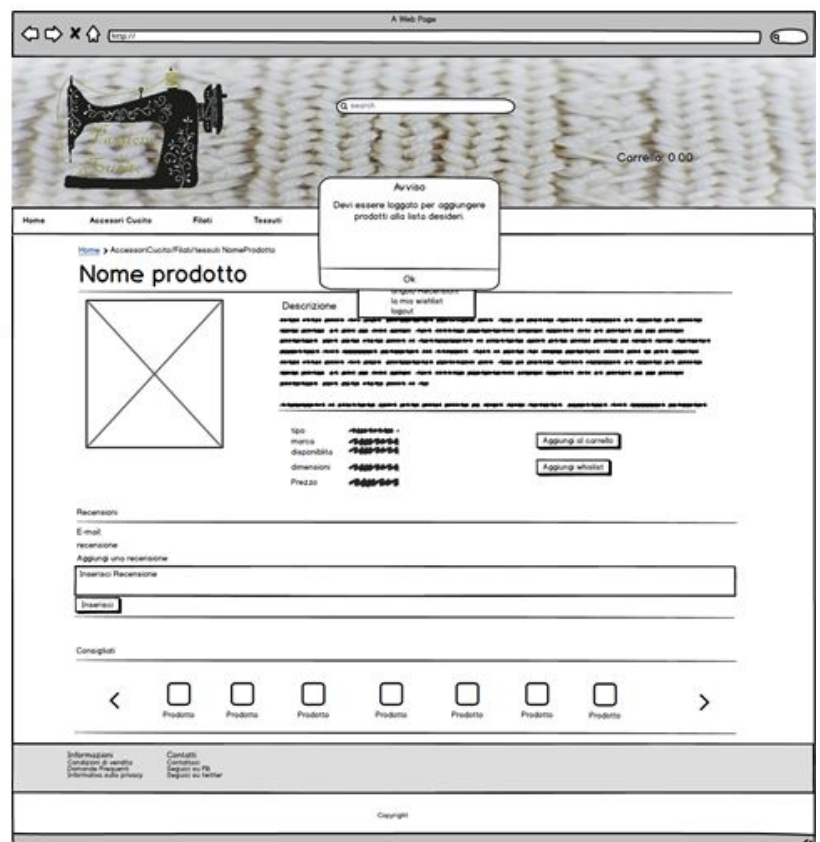 A Web Page
http://
search
Carrello: 0.00
Home
Accessori Cucito
Filati
Tessuti
Avviso
Devi essere loggato per aggiungere
prodotti alla lista desideri.
Ok
Home > AccessoriCucito/Filati/tessuti NomeProdotto
Nome prodotto
angolo Recensioni
la mia wishlist
logout
Descrizione
tipo
marca
disponiblita
dimensioni
Prezzo
Aggiungi al carrello
Aggiungi whislist
Recensioni
E-mail:
recensione
Aggiungi una recensione
Inserisci Recensione
Inserisci
Consigliati
Prodotto
Prodotto
Prodotto
Prodotto
Prodotto
Prodotto
Prodotto
Informazioni
Condizioni di vendita
Domande Frequenti
Informativa sulla privacy
Contatti
Contattaci
Seguici su FB
Seguici su twitter
Copyright